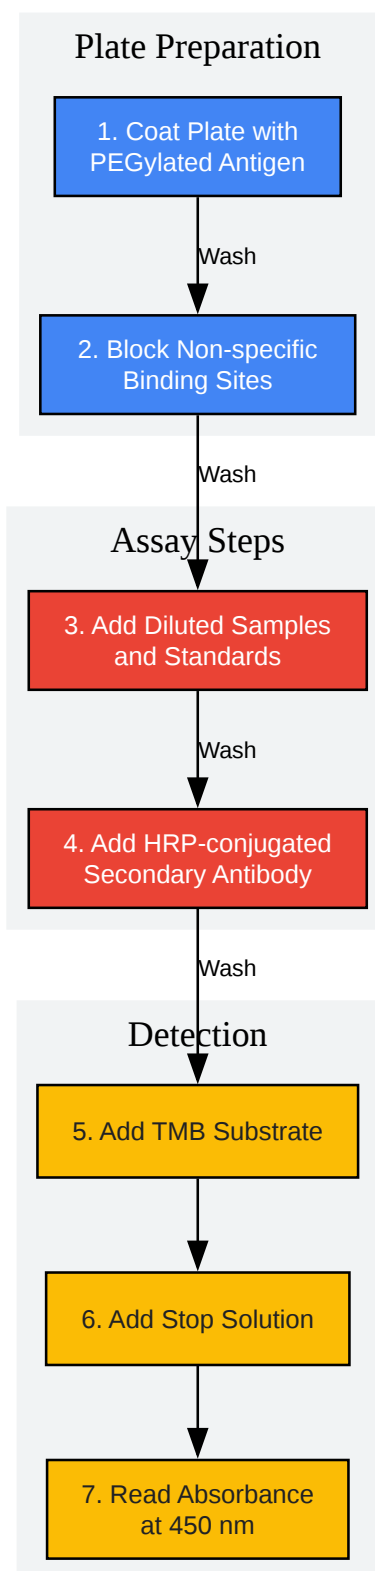 Plate Preparation
1. Coat Plate with
PEGylated Antigen
Wash
2. Block Non-specific
Binding Sites
Wash
Assay Steps
3. Add Diluted Samples
and Standards
Wash
4. Add HRP-conjugated
Secondary Antibody
Wash
Detection
5. Add TMB Substrate
6. Add Stop Solution
7. Read Absorbance
at 450 nm